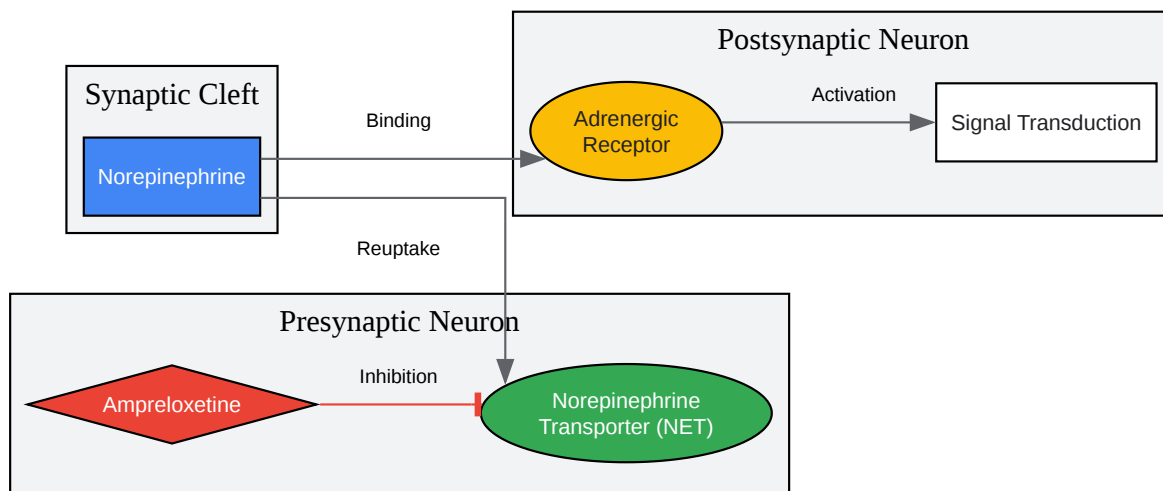 Postsynaptic Neuron
Synaptic Cleft
Activation
Binding
Adrenergic
Receptor
Signal Transduction
Norepinephrine
Reuptake
Presynaptic Neuron
Inhibition
Ampreloxetine
Norepinephrine
Transporter (NET)